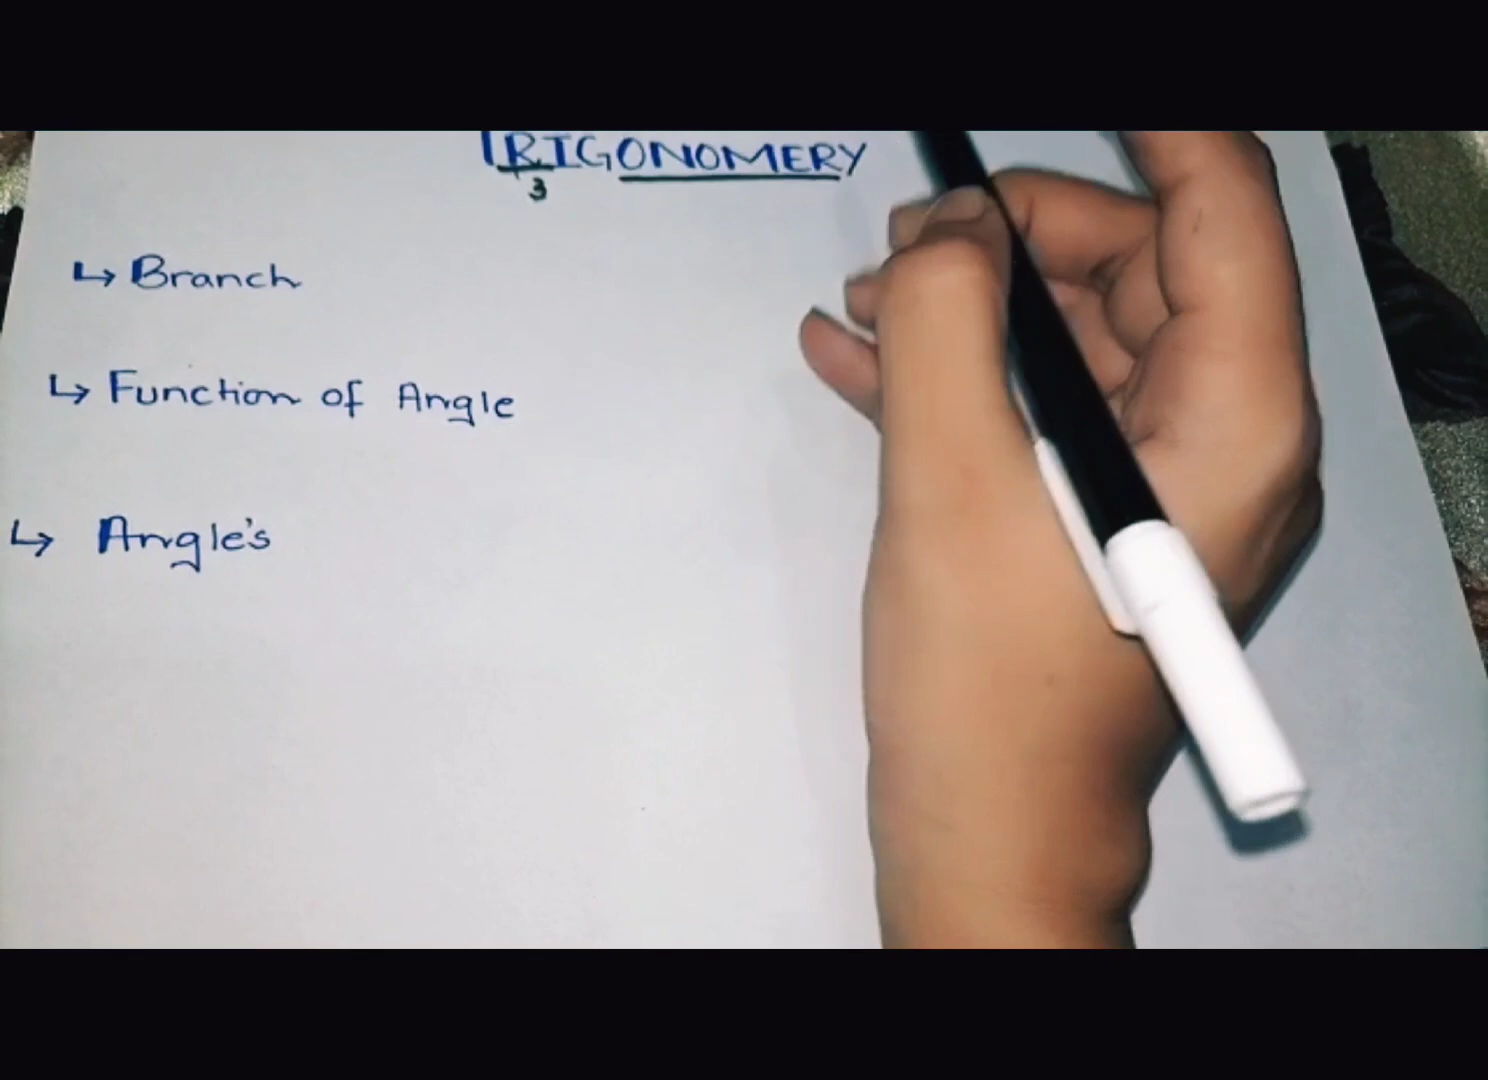 TRIGONOMERY
3
↳ Branch
↳ Function of Angle
↳ Angle's